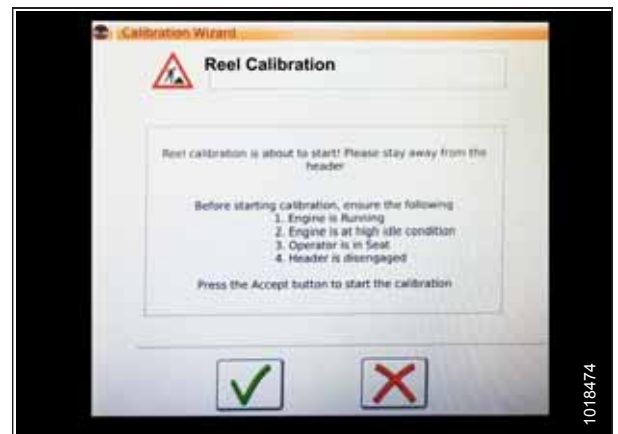 Calibration Wizard
Reel Calibration
Reel calibration is about to start! Please stay away from the
header
Before starting calibration, ensure the following
1. Engine is Running
2. Engine is at high idle condition
3. Operator is in Seat
4. Header is disengaged
Press the Accept button to start the calibration
1018474